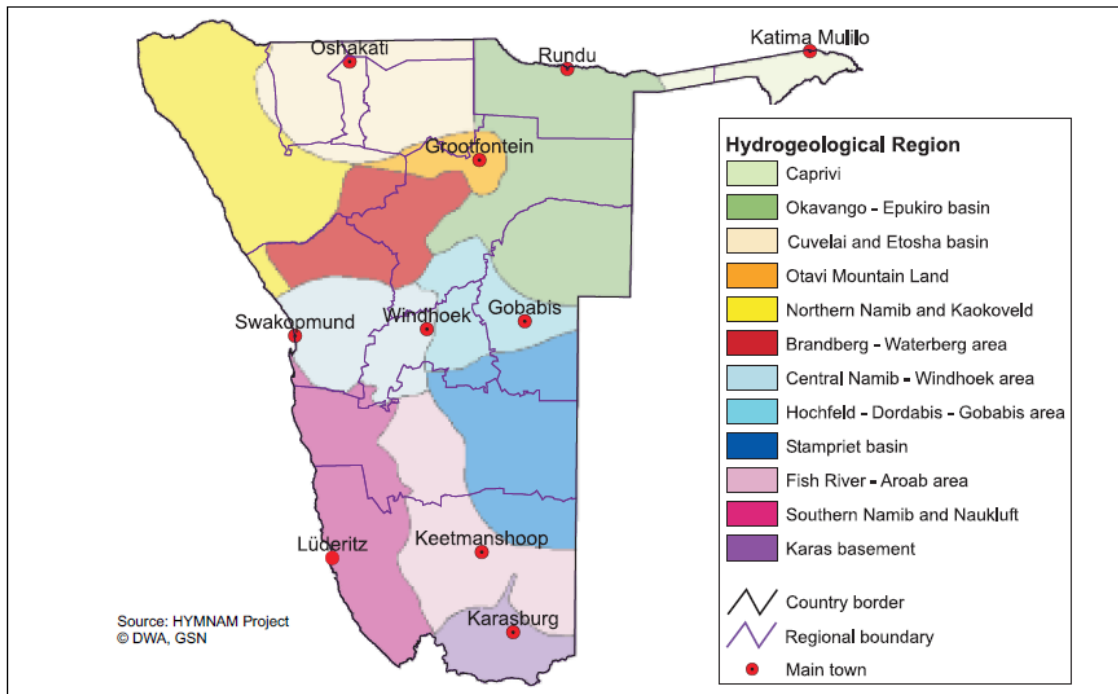 Oshakati
Rundu
Katima Mulilo
Grootfontein
Swakopmund
Windhoek
Gobabis
Lüderitz
Keetmanshoop
Karasburg
Source: HYMNAM Project
© DWA, GSN
Hydrogeological Region
Caprivi
Okavango - Epukiro basin
Cuvelai and Etosha basin
Otavi Mountain Land
Northern Namib and Kaokoveld
Brandberg - Waterberg area
Central Namib - Windhoek area
Hochfeld - Dordabis - Gobabis area
Stampriet basin
Fish River - Aroab area
Southern Namib and Naukluft
Karas basement
Country border
Regional boundary
Main town